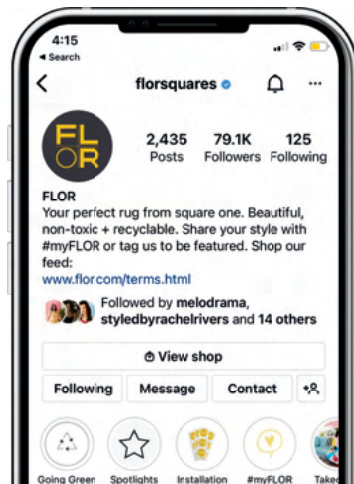 4:15
◄ Search
florsquares
FL
OR
2,435 79.1K 125
Posts Followers Following
FLOR
Your perfect rug from square one. Beautiful,
non-toxic + recyclable. Share your style with
#myFLOR or tag us to be featured. Shop our
feed:
www.flor.com/terms.html
Followed by melodrama,
styledbyrachelrivers and 14 others
View shop
Following Message Contact
Going Green Spotlights Installation #myFLOR Takeo